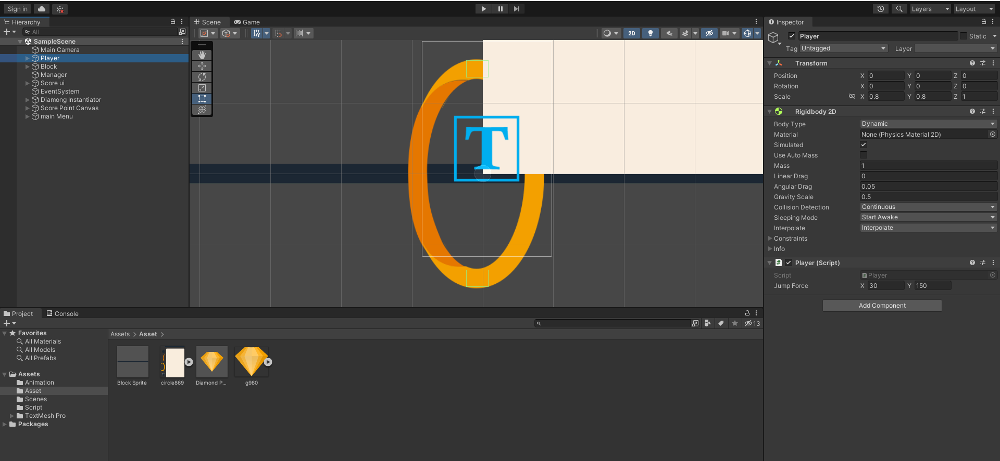 Sign in
Layers
Layout
Hierarchy
All
SampleScene
Main Camera
Player
Block
Manager
Score ui
EventSystem
Diamong Instantiator
Score Point Canvas
main Menu
Scene
Game
2D
T
Inspector
Player
Static
Tag Untagged Layer
Transform
Position X 0 Y 0 Z 0
Rotation X 0 Y 0 Z 0
Scale X 0.8 Y 0.8 Z 1
Rigidbody 2D
Body Type Dynamic
Material None (Physics Material 2D)
Simulated
Use Auto Mass
Mass 1
Linear Drag 0
Angular Drag 0.05
Gravity Scale 0.5
Collision Detection Continuous
Sleeping Mode Start Awake
Interpolate Interpolate
Constraints
Info
# Player (Script)
Script Player
Jump Force X 30 Y 150
Add Component
Project
Console
13
Favorites
All Materials
All Models
All Prefabs
Assets
Animation
Asset
Scenes
Script
TextMesh Pro
Packages
Assets > Asset >
Block Sprite
circle869
Diamond P...
g980